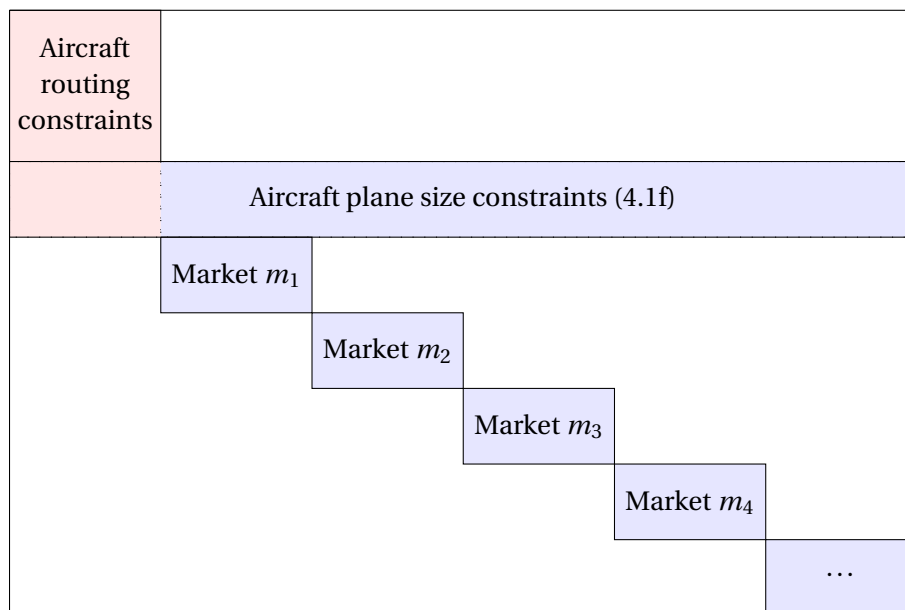 Aircraft
routing
constraints
Aircraft plane size constraints (4.1f)
Market m₁
Market m₂
Market m₃
Market m₄
...